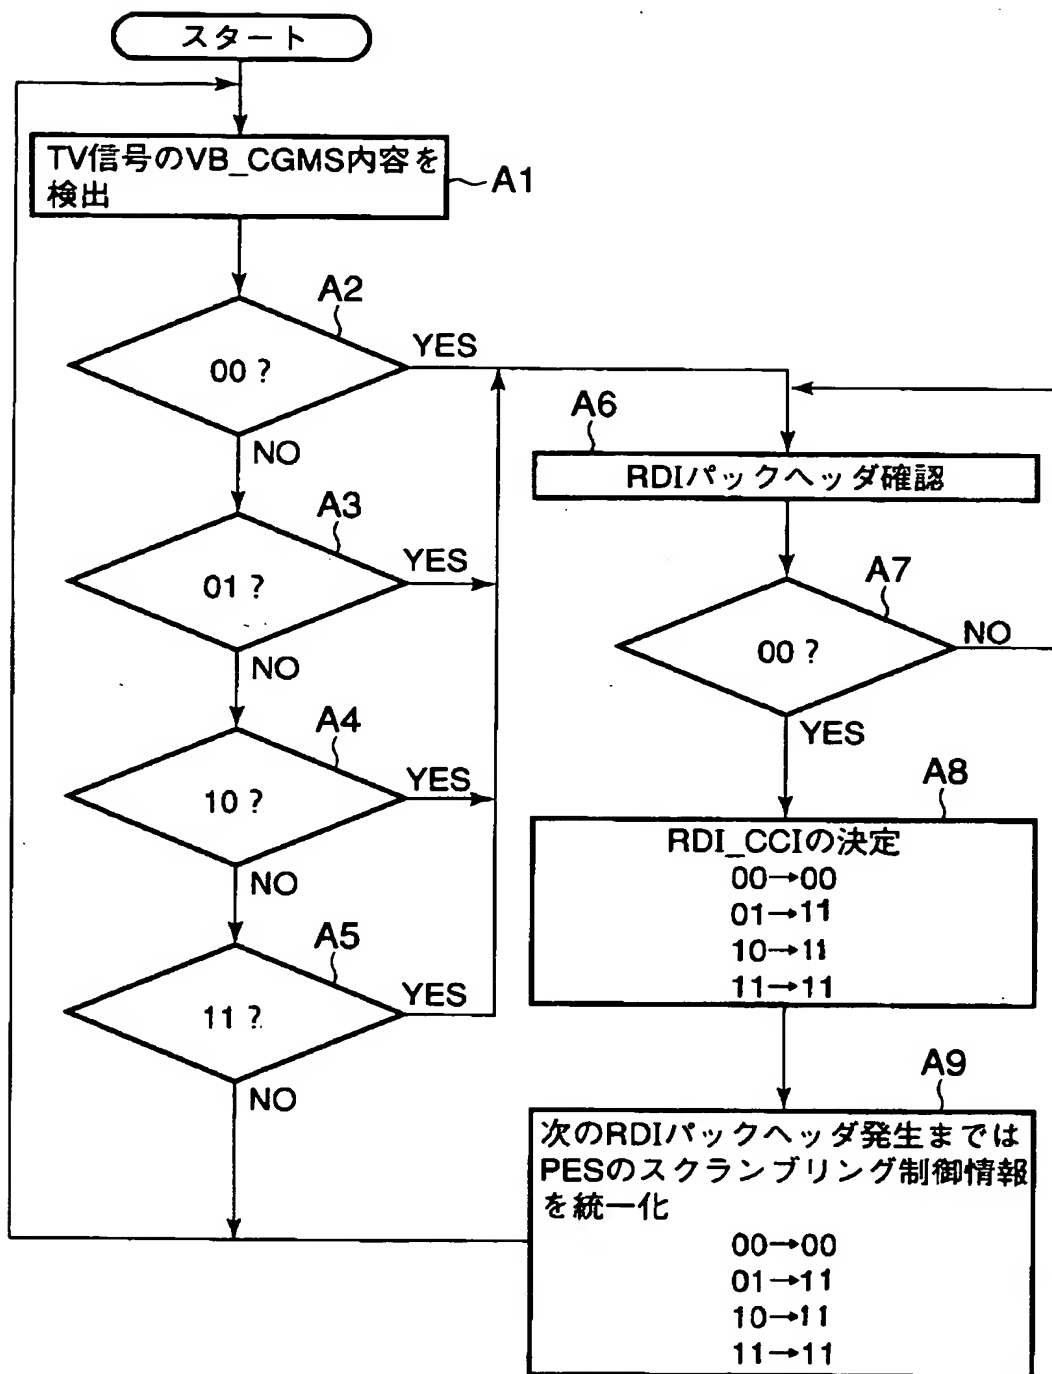 スタート
TV信号のVB_CGMS内容を
検出
A1
A2
00 ?
YES
NO
A3
01 ?
YES
NO
A4
10 ?
YES
NO
A5
11 ?
YES
NO
A6
RDIパックヘッダ確認
A7
00 ?
NO
YES
A8
RDI_CCIの決定
00→00
01→11
10→11
11→11
A9
次のRDIパックヘッダ発生までは
PESのスクランブリング制御情報
を統一化
00→00
01→11
10→11
11→11